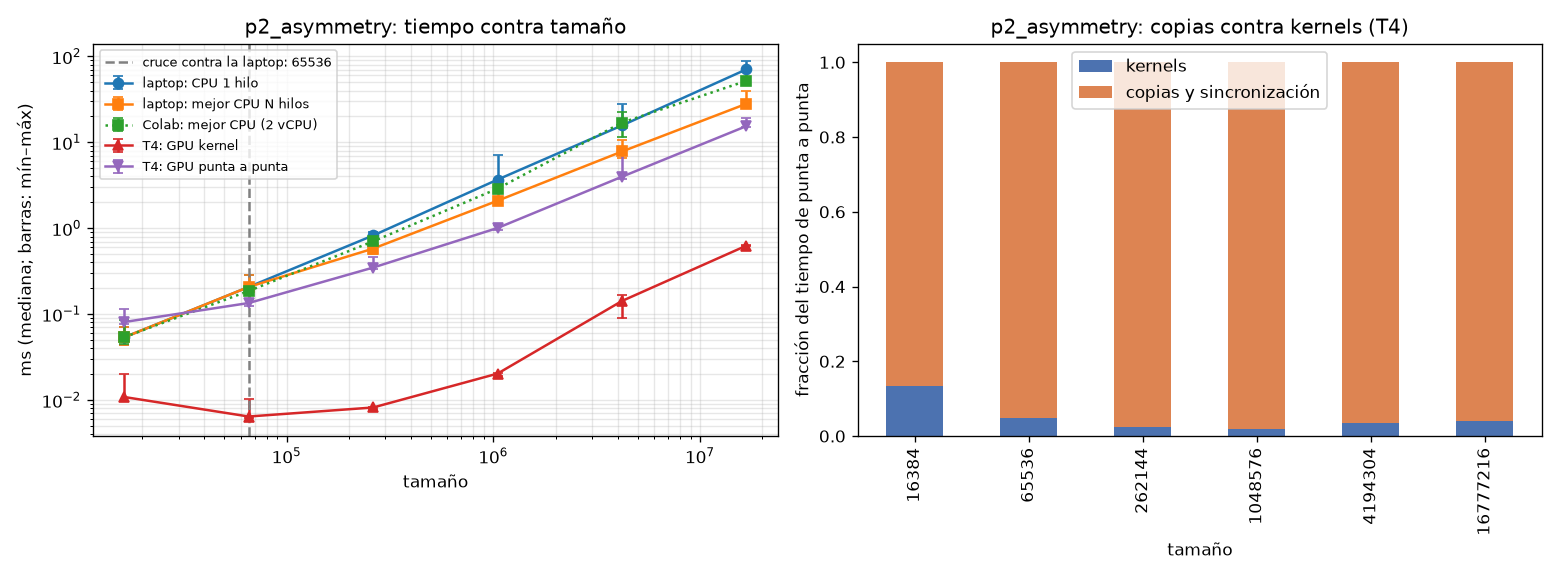 p2_asymmetry: tiempo contra tamaño
cruce contra la laptop: 65536
laptop: CPU 1 hilo
laptop: mejor CPU N hilos
Colab: mejor CPU (2 vCPU)
T4: GPU kernel
T4: GPU punta a punta
ms (mediana; barras: mín–máx)
10²
10¹
10⁰
10⁻¹
10⁻²
10⁵
10⁶
10⁷
tamaño
p2_asymmetry: copias contra kernels (T4)
kernels
copias y sincronización
fracción del tiempo de punta a punta
1.0
0.8
0.6
0.4
0.2
0.0
16384
65536
262144
1048576
4194304
16777216
tamaño